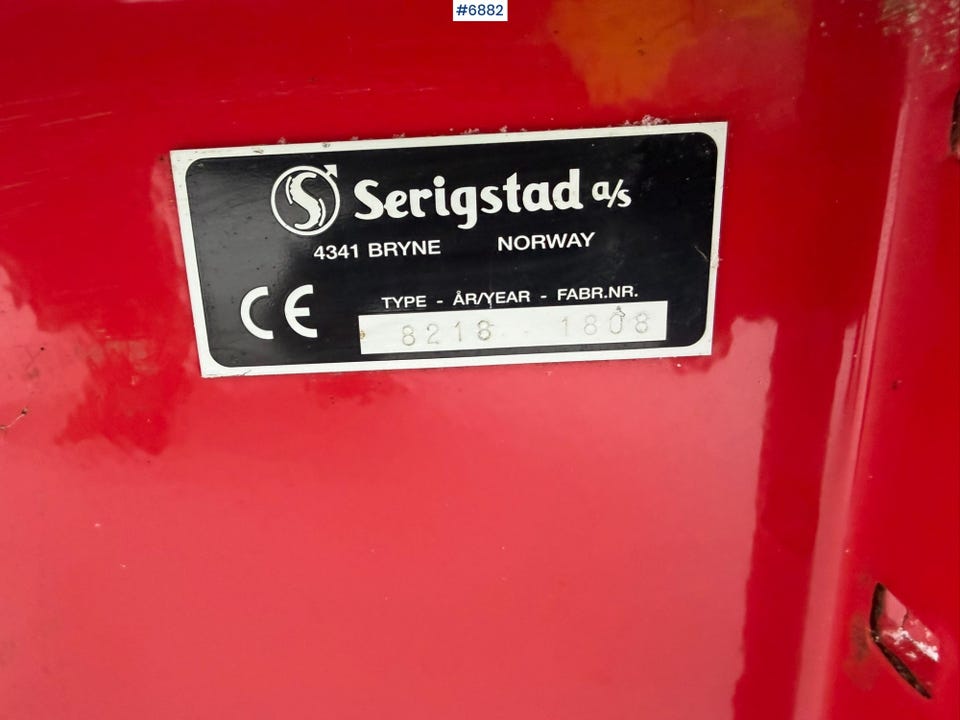 #6882
Serigstad a/s
4341 BRYNE NORWAY
CE TYPE - ÅR/YEAR - FABR.NR.
8218 1808